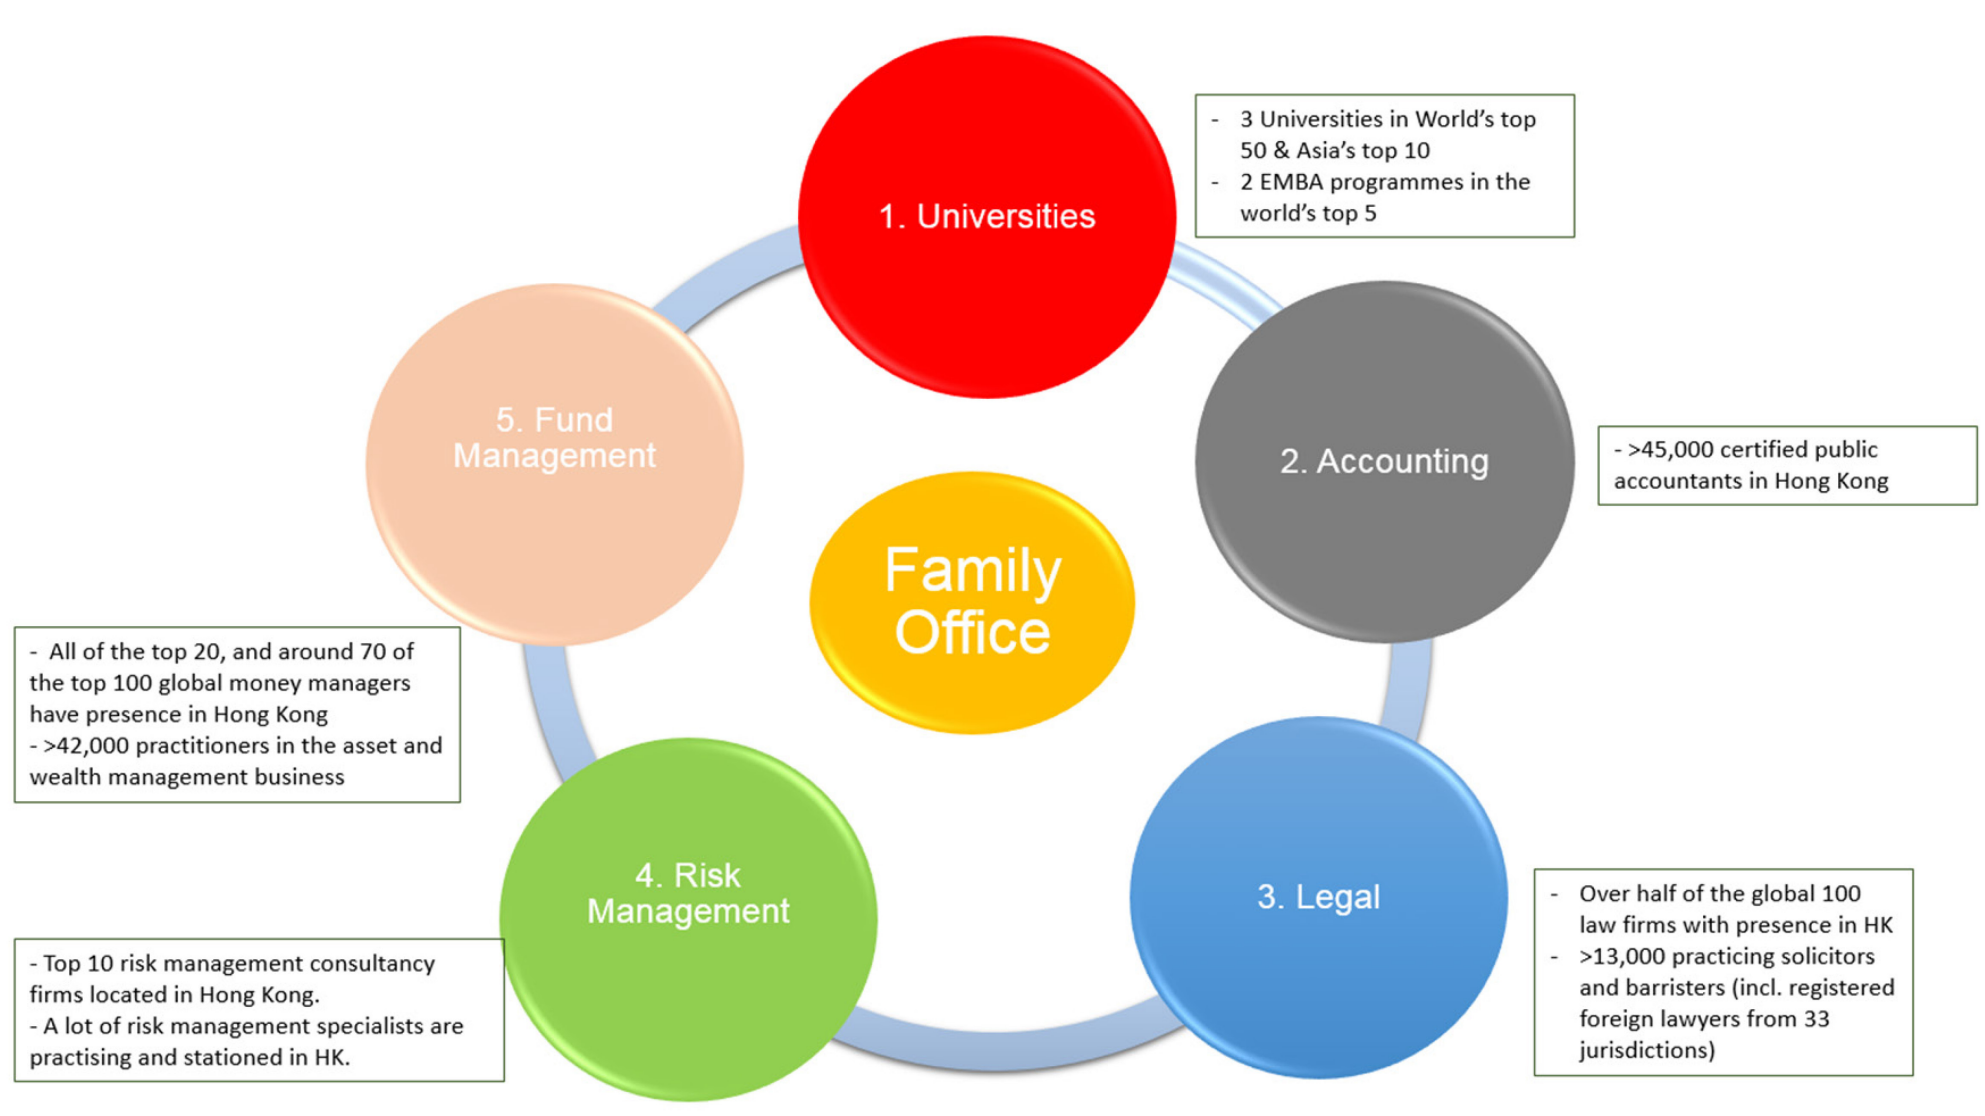 1. Universities
- 3 Universities in World's top
50 & Asia's top 10
- 2 EMBA programmes in the
world's top 5
2. Accounting
- >45,000 certified public
accountants in Hong Kong
3. Legal
- Over half of the global 100
law firms with presence in HK
- >13,000 practicing solicitors
and barristers (incl. registered
foreign lawyers from 33
jurisdictions)
4. Risk
Management
- Top 10 risk management consultancy
firms located in Hong Kong.
- A lot of risk management specialists are
practising and stationed in HK.
5. Fund
Management
- All of the top 20, and around 70 of
the top 100 global money managers
have presence in Hong Kong
- >42,000 practitioners in the asset and
wealth management business
Family
Office